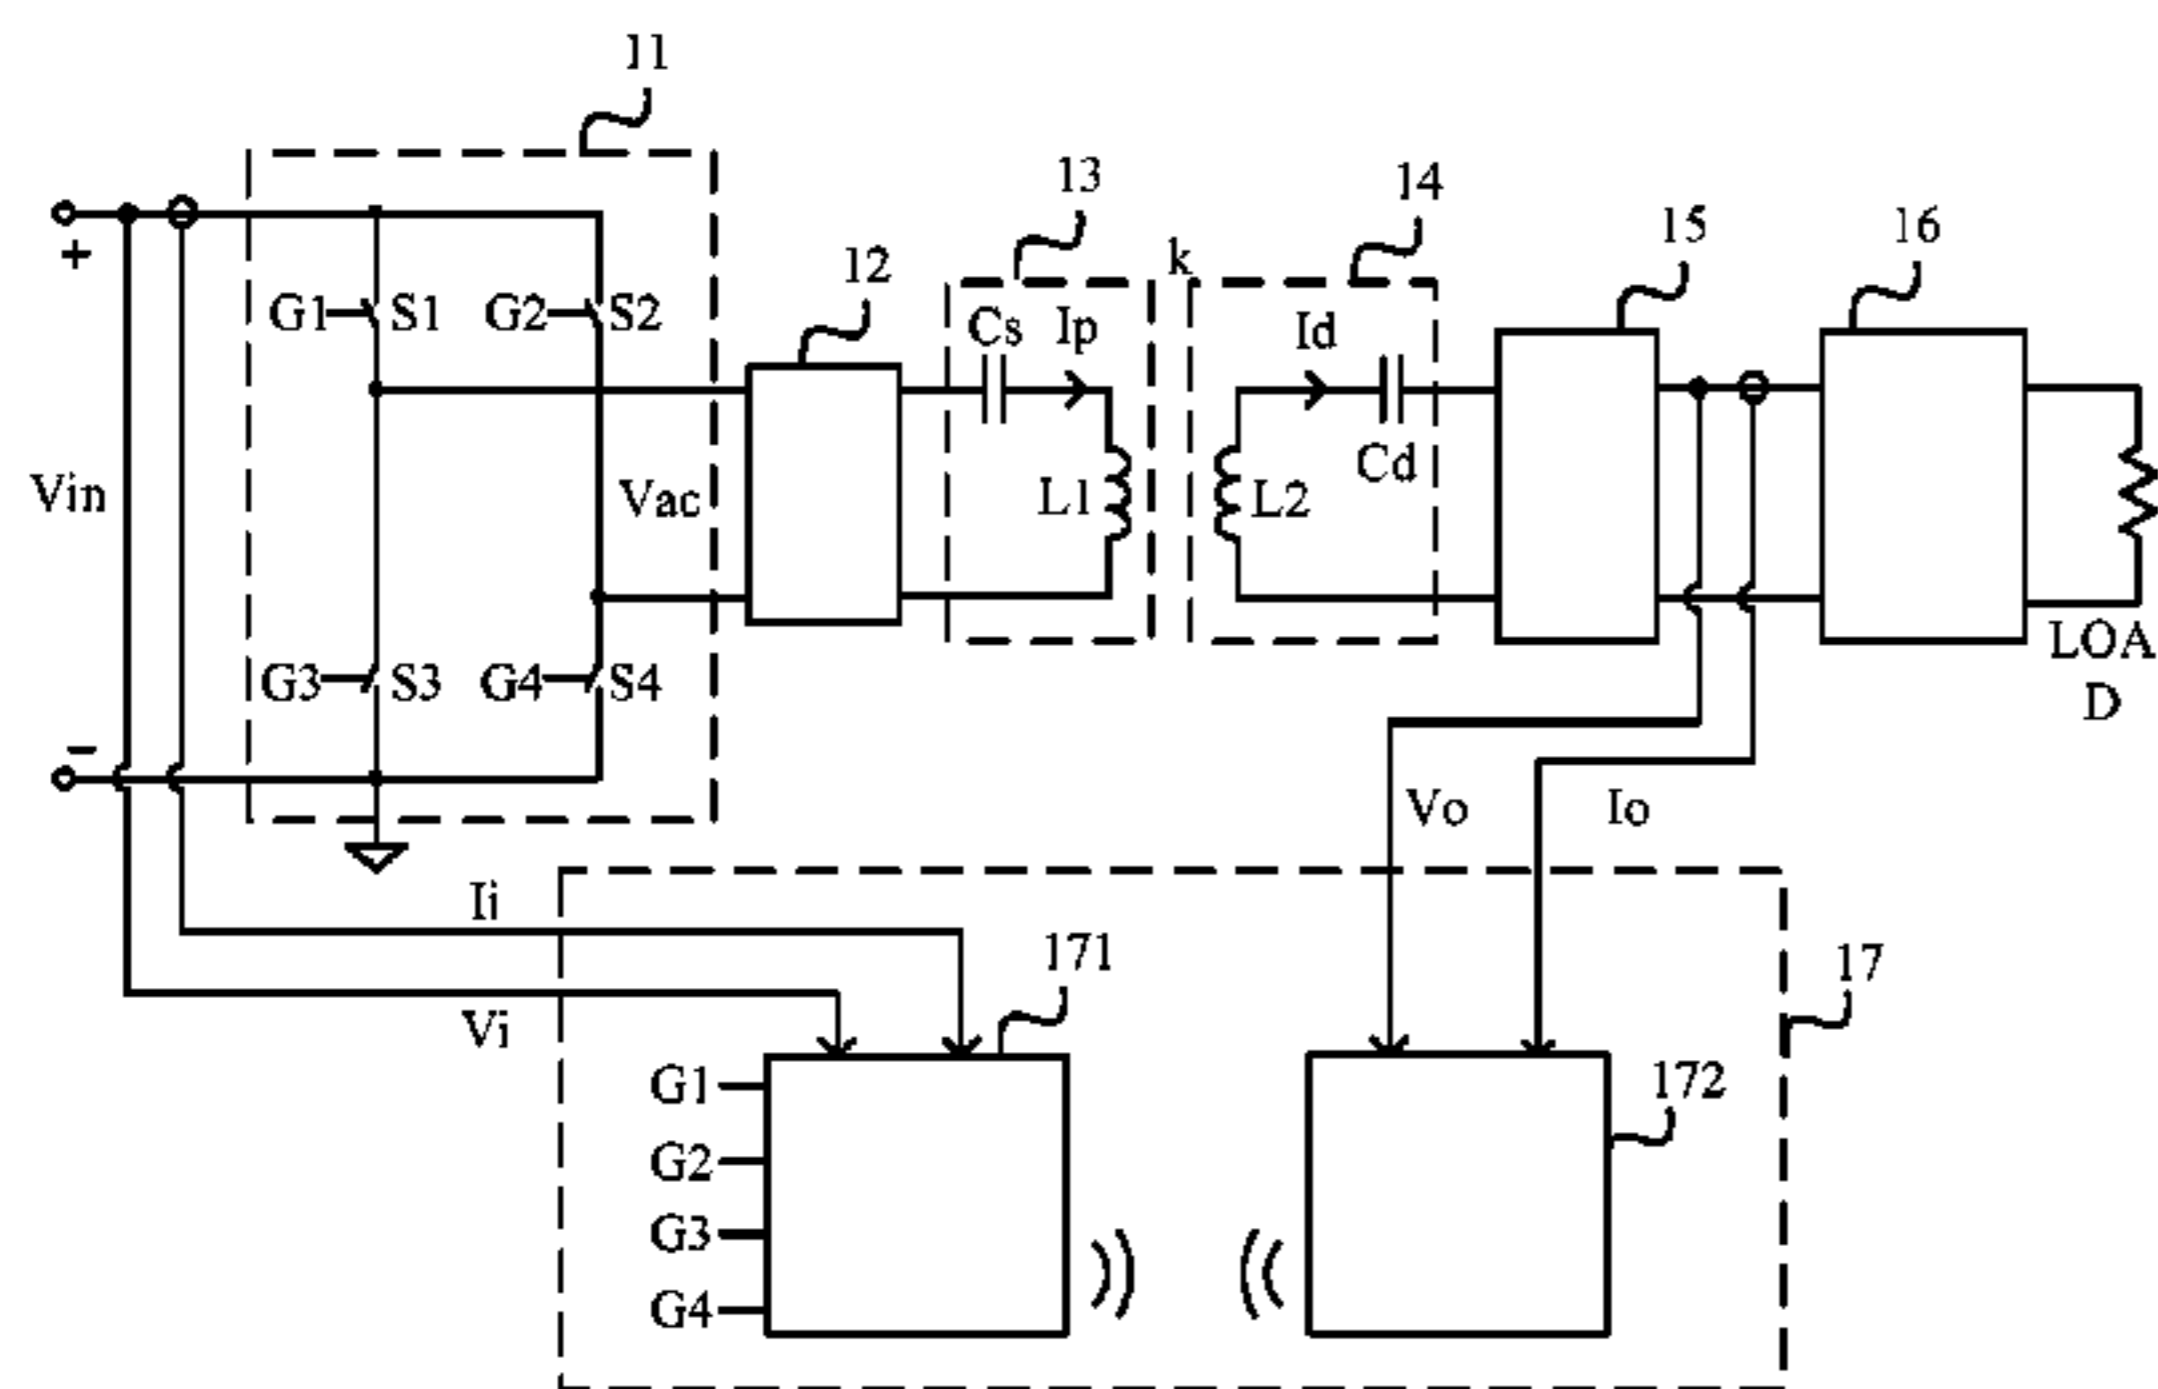 11
13
14
15
16
12
k
+
G1
S1
G2
S2
Cs
Ip
Id
Cd
Vin
Vac
L1
L2
LOA
D
G3
S3
G4
S4
−
Vo
Io
Ii
171
17
Vi
172
G1
G2
G3
G4